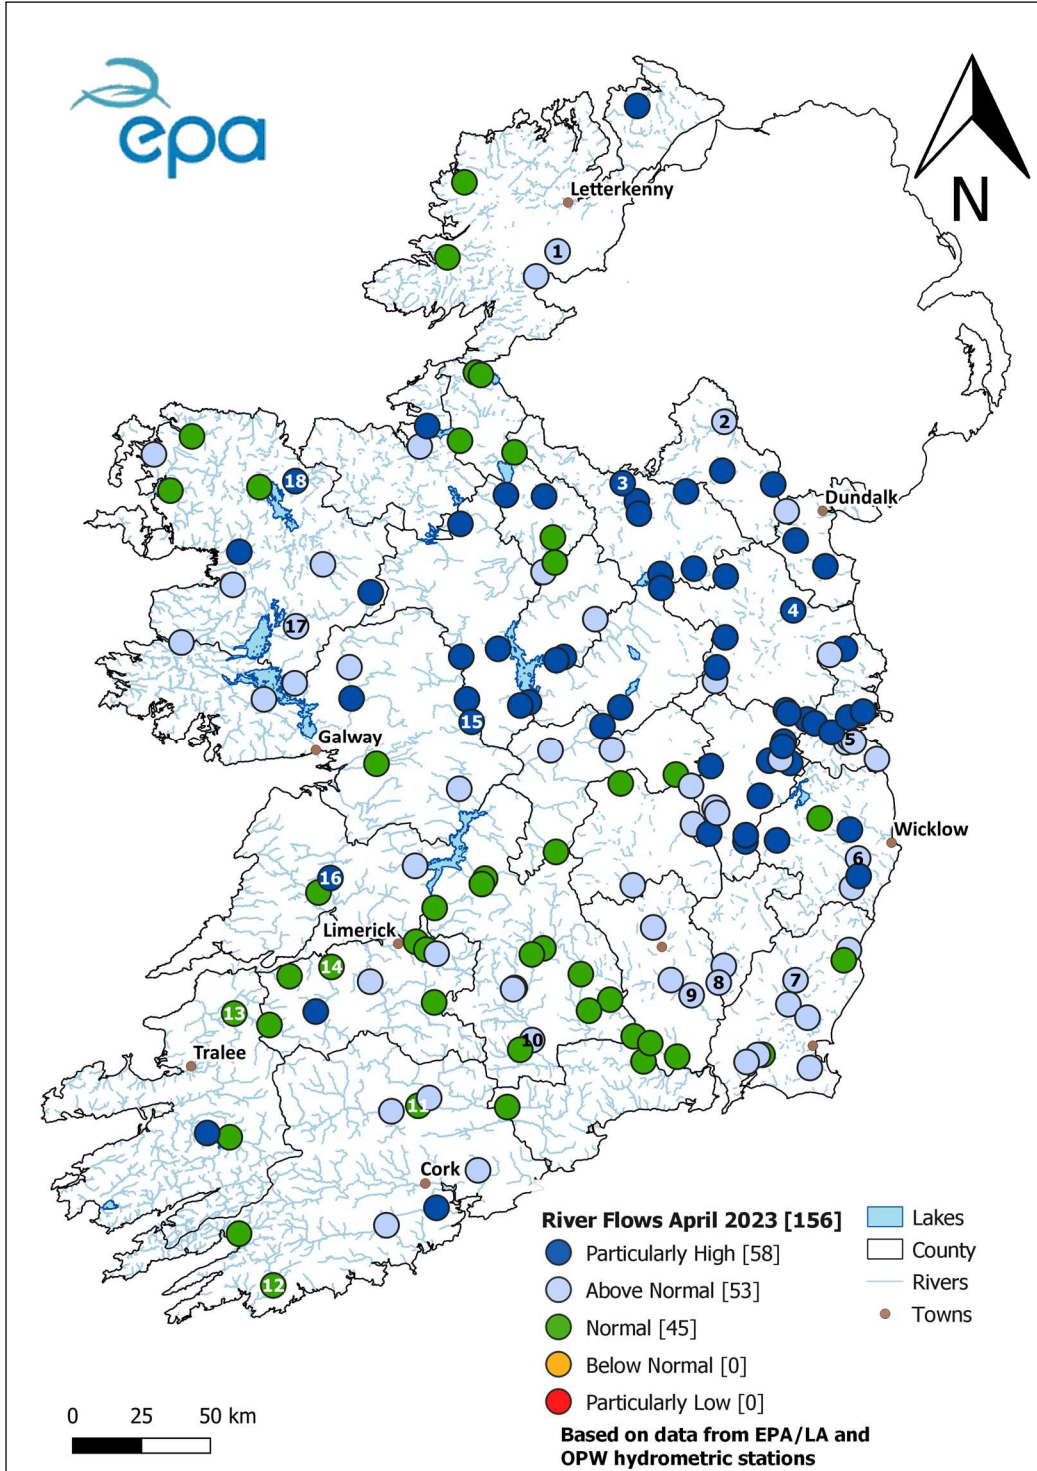 epa
N
Letterkenny
1
2
18
3
Dundalk
4
17
15
Galway
5
Wicklow
6
16
Limerick
14
7
8
9
13
10
Tralee
11
Cork
12
River Flows April 2023 [156]
Particularly High [58]
Above Normal [53]
Normal [45]
Below Normal [0]
Particularly Low [0]
Lakes
County
Rivers
Towns
Based on data from EPA/LA and
OPW hydrometric stations
0 25 50 km